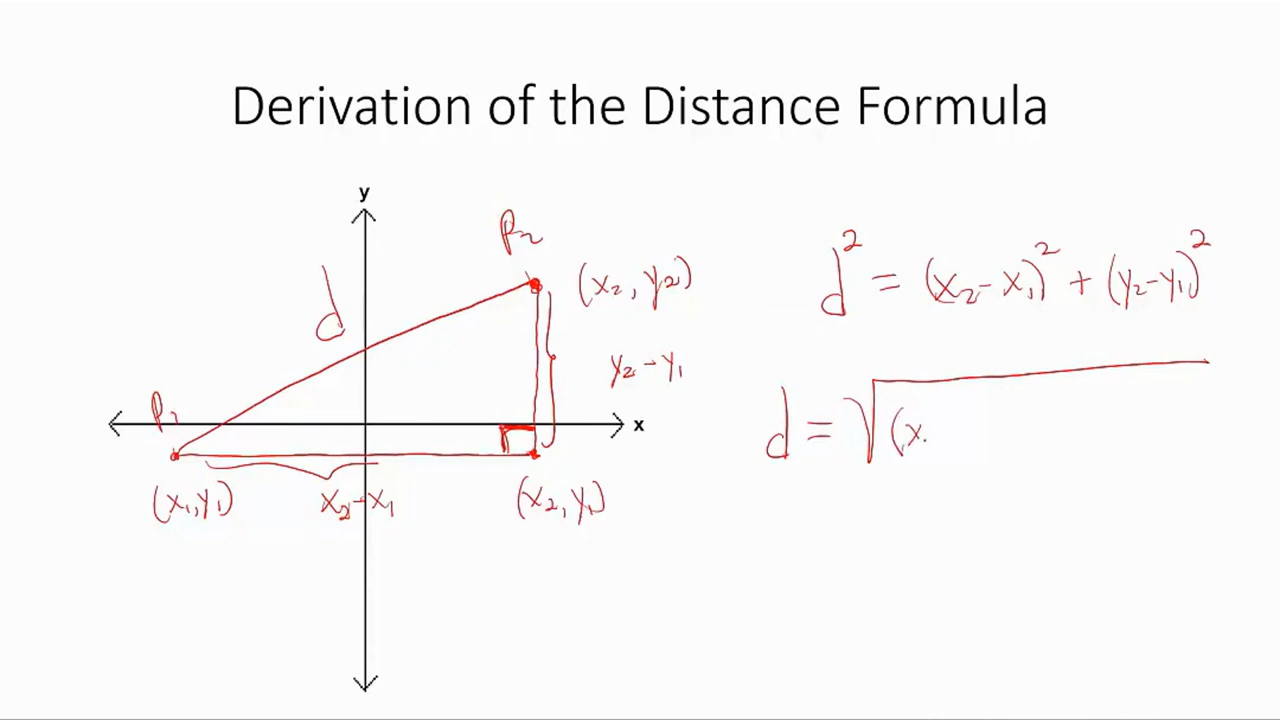 Derivation of the Distance Formula
y
P₂
d
(x₂, y₂)
d² = (x₂ - x₁)² + (y₂ - y₁)²
y₂ - y₁
P₁
x
d = √(x
(x₁, y₁)
x₂ - x₁
(x₂, y₁)